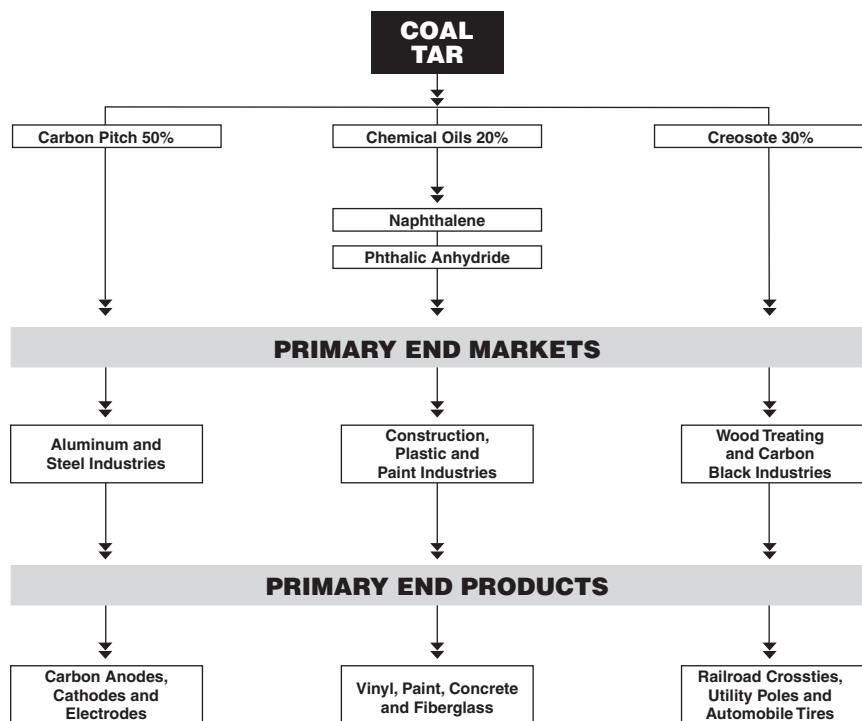 COAL
TAR
Carbon Pitch 50%
Chemical Oils 20%
Creosote 30%
Naphthalene
Phthalic Anhydride
PRIMARY END MARKETS
Aluminum and
Steel Industries
Construction,
Plastic and
Paint Industries
Wood Treating
and Carbon
Black Industries
PRIMARY END PRODUCTS
Carbon Anodes,
Cathodes and
Electrodes
Vinyl, Paint, Concrete
and Fiberglass
Railroad Crossties,
Utility Poles and
Automobile Tires